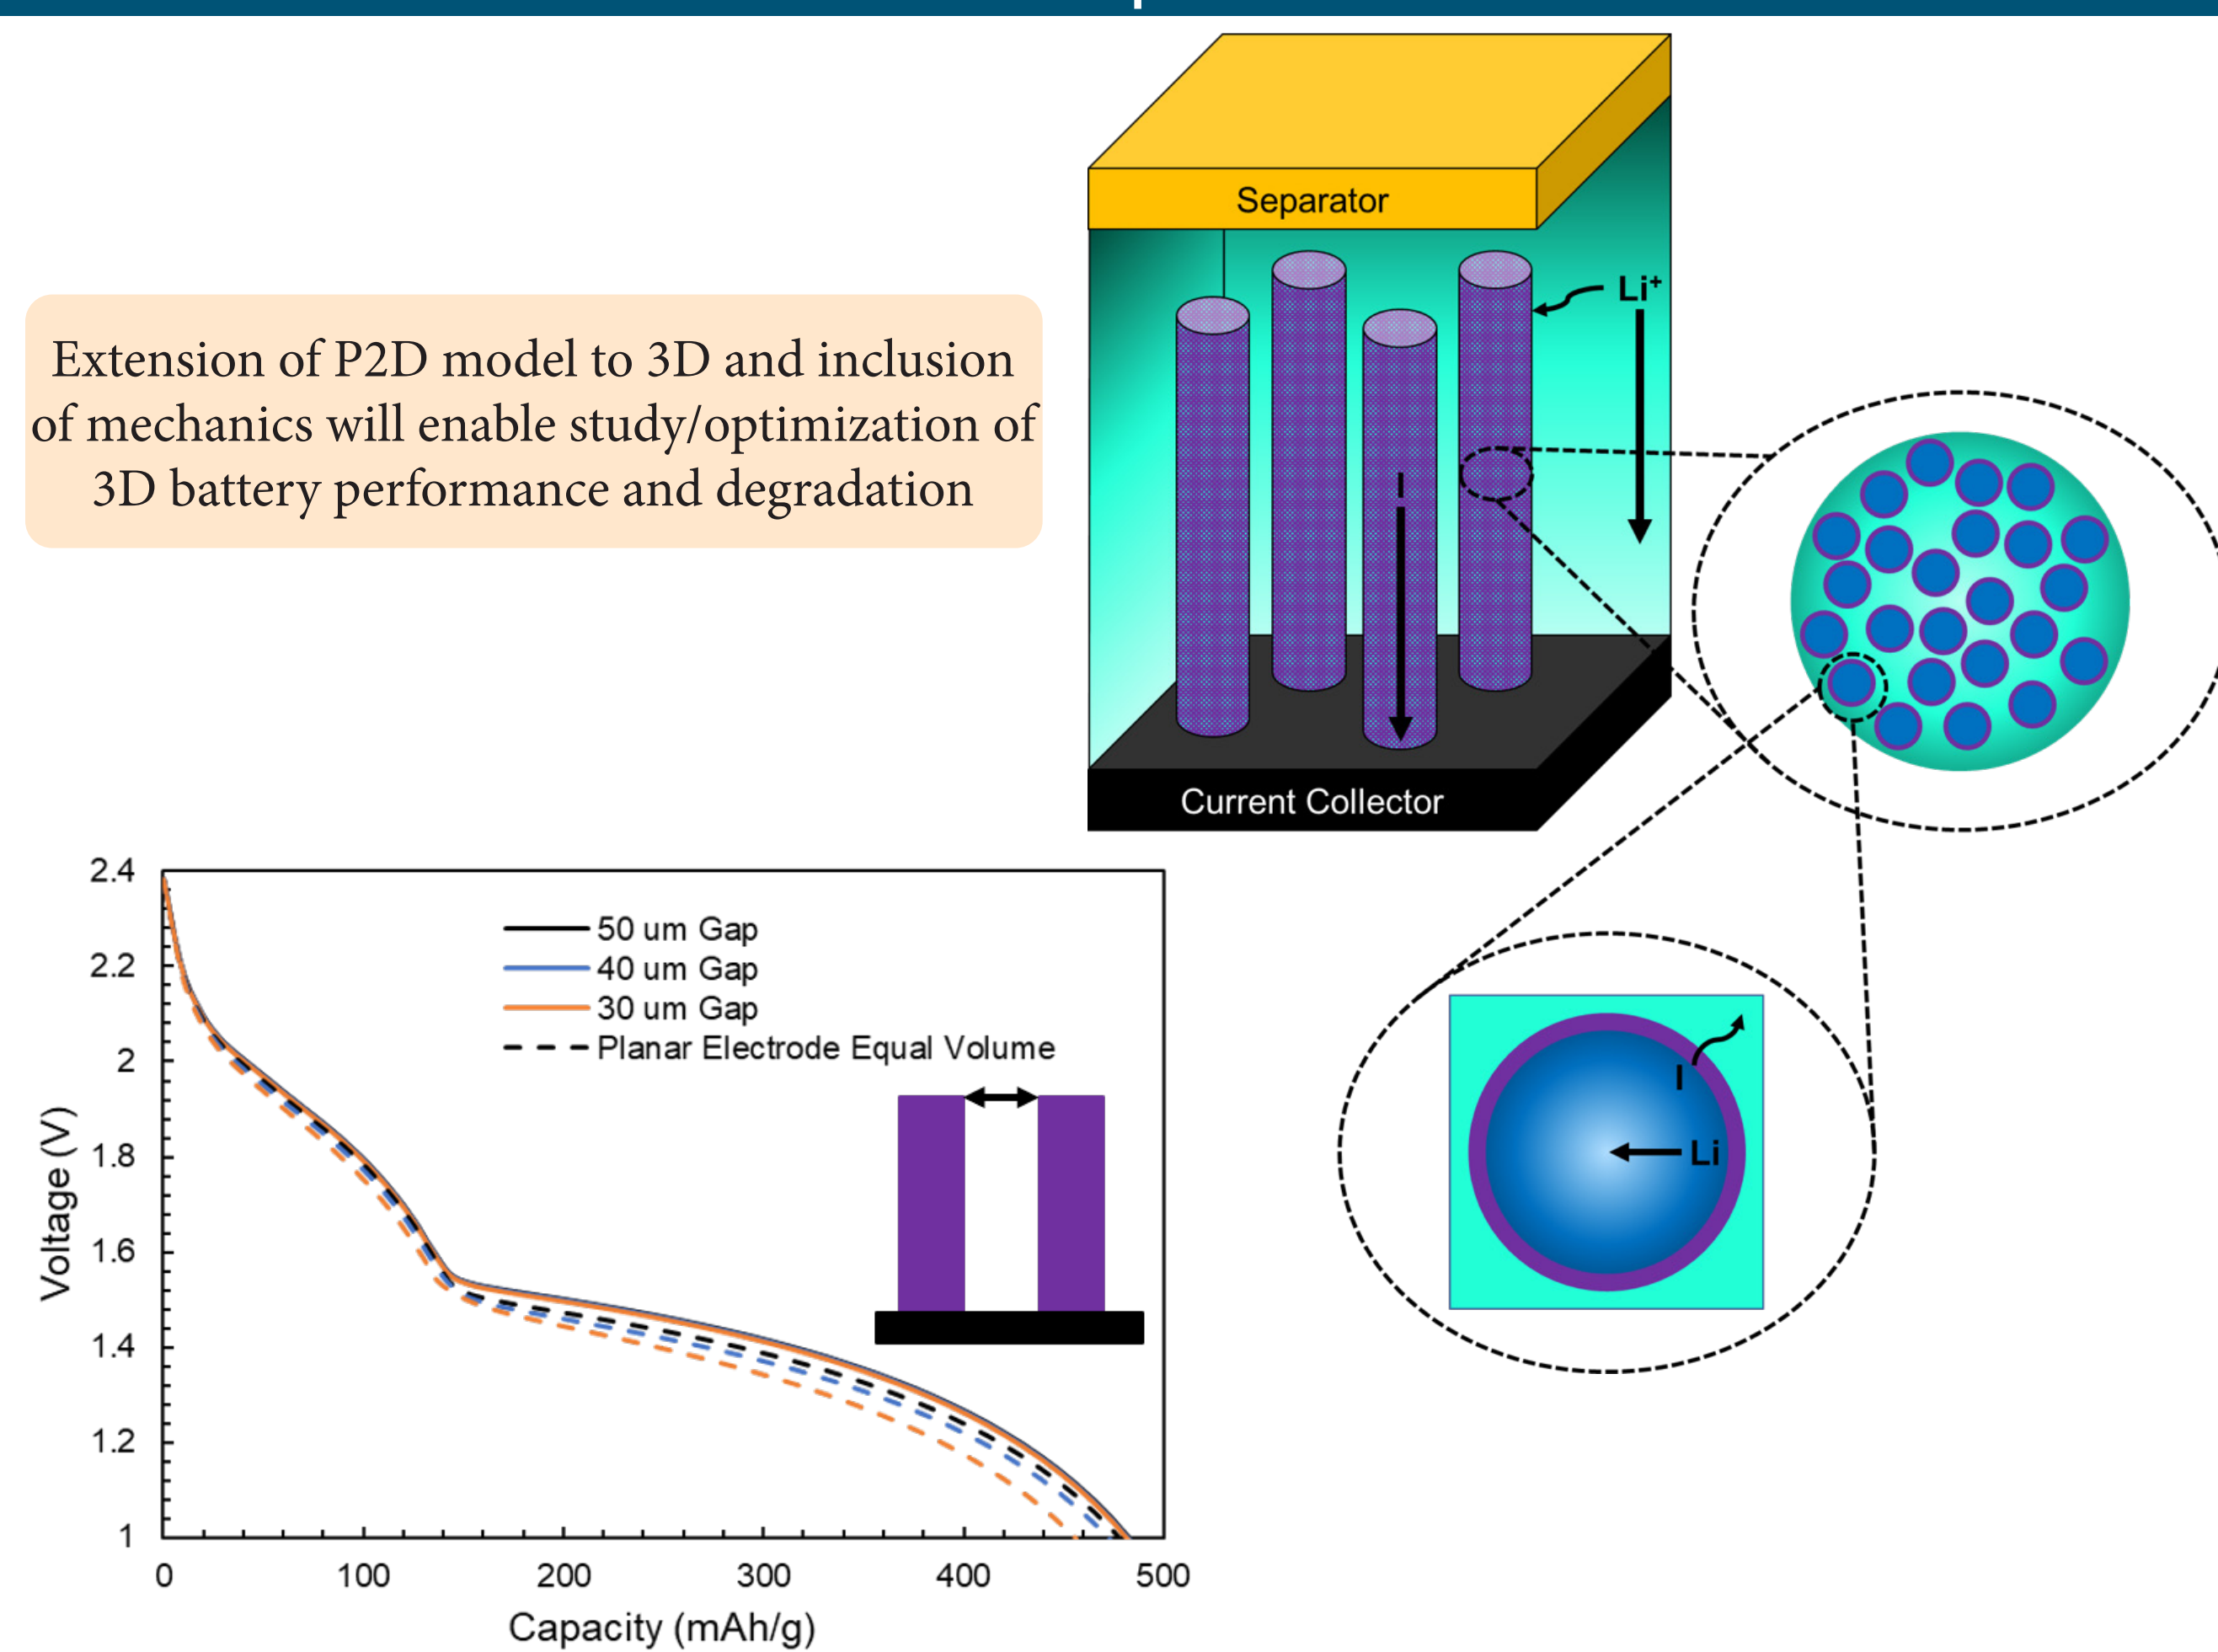 Separator
Li⁺
Extension of P2D model to 3D and inclusion
of mechanics will enable study/optimization of
3D battery performance and degradation
I
Current Collector
2.4
2.2
2
1.8
1.6
1.4
1.2
1
Voltage (V)
50 um Gap
40 um Gap
30 um Gap
Planar Electrode Equal Volume
0 100 200 300 400 500
Capacity (mAh/g)
I
Li